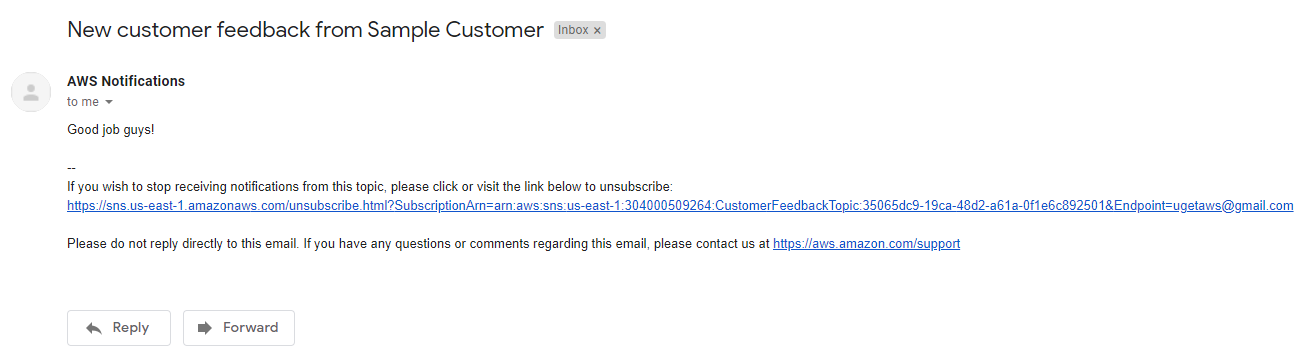 New customer feedback from Sample Customer Inbox ×
AWS Notifications
to me
Good job guys!
--
If you wish to stop receiving notifications from this topic, please click or visit the link below to unsubscribe:
https://sns.us-east-1.amazonaws.com/unsubscribe.html?SubscriptionArn=arn:aws:sns:us-east-1:304000509264:CustomerFeedbackTopic:35065dc9-19ca-48d2-a61a-0f1e6c892501&Endpoint=ugetaws@gmail.com
Please do not reply directly to this email. If you have any questions or comments regarding this email, please contact us at https://aws.amazon.com/support
Reply Forward